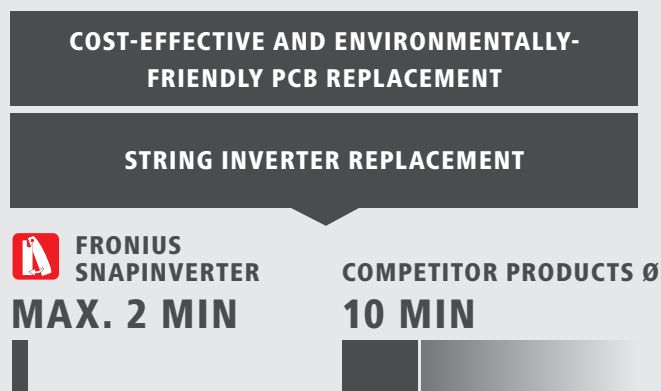 COST-EFFECTIVE AND ENVIRONMENTALLY-
FRIENDLY PCB REPLACEMENT
STRING INVERTER REPLACEMENT
FRONIUS
SNAPINVERTER
MAX. 2 MIN
COMPETITOR PRODUCTS Ø
10 MIN